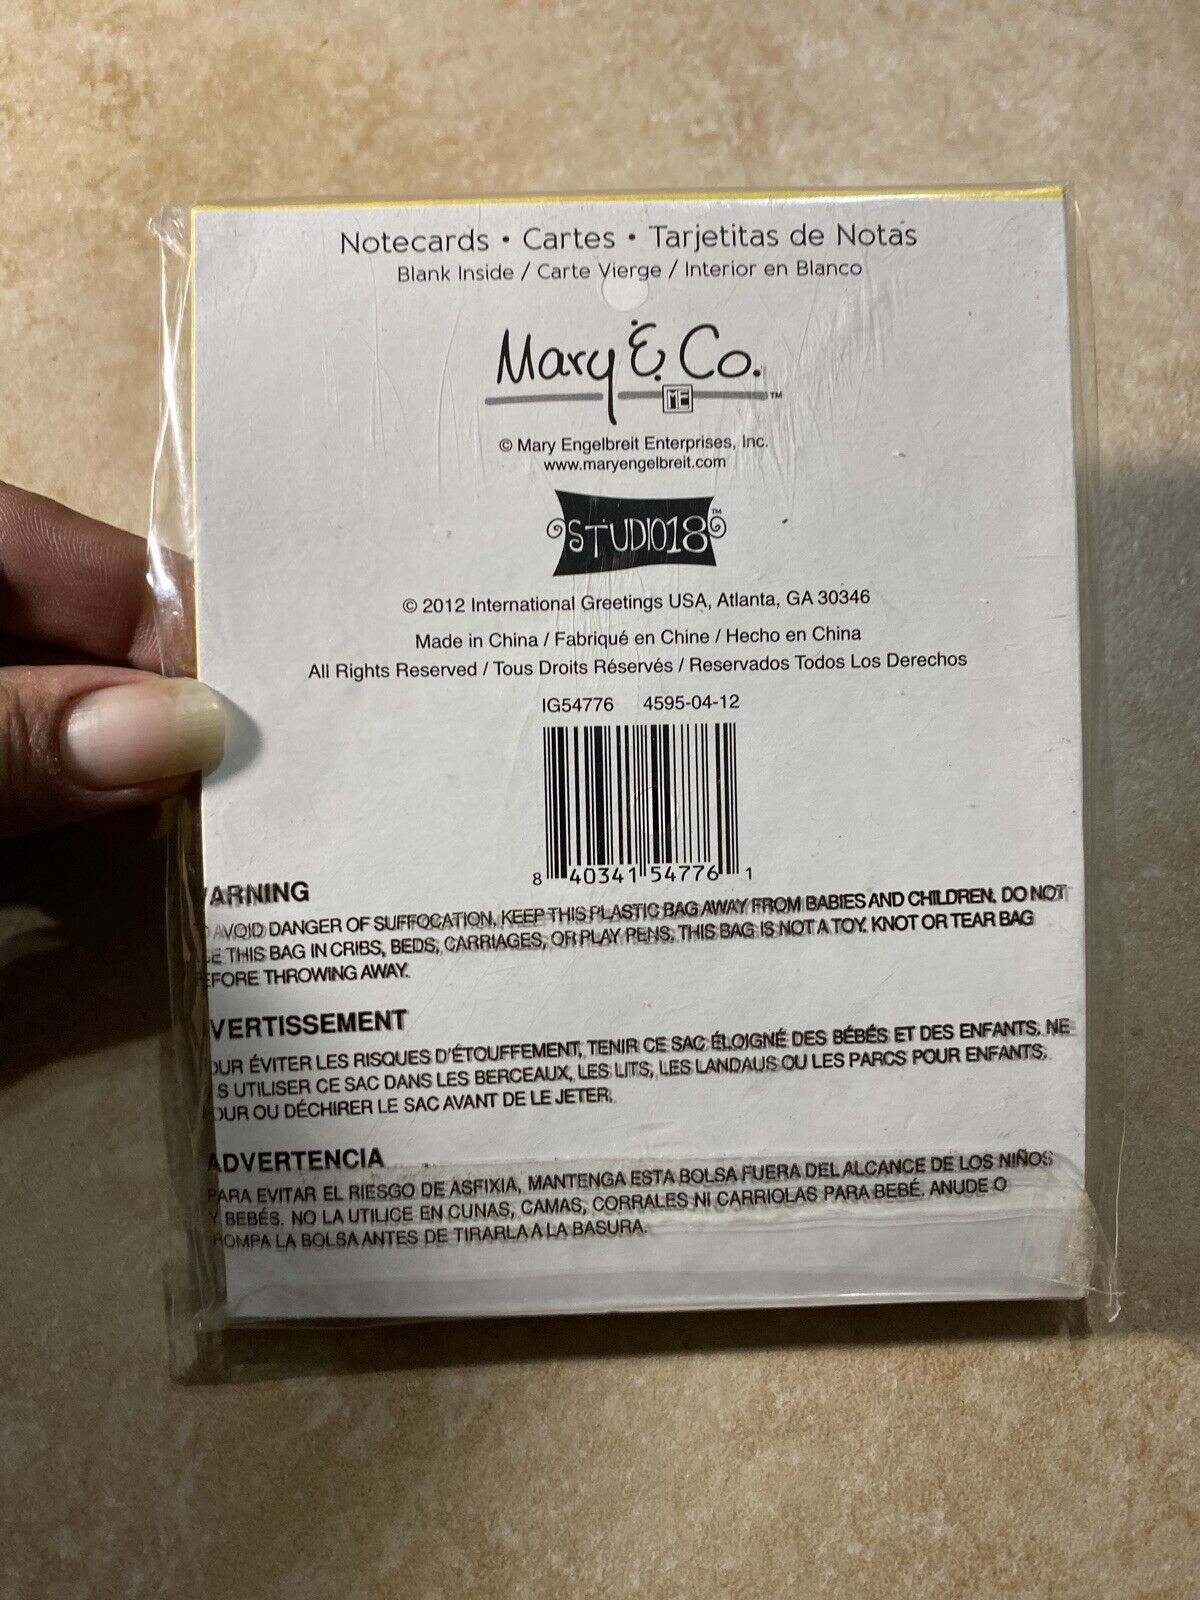 Notecards • Cartes • Tarjetitas de Notas
Blank Inside / Carte Vierge / Interior en Blanco
Mary & Co.
ME ™
© Mary Engelbreit Enterprises, Inc.
www.maryengelbreit.com
STUDIO18™
© 2012 International Greetings USA, Atlanta, GA 30346
Made in China / Fabriqué en Chine / Hecho en China
All Rights Reserved / Tous Droits Réservés / Reservados Todos Los Derechos
IG54776 4595-04-12
8 40341 54776 1
ARNING
AVOID DANGER OF SUFFOCATION, KEEP THIS PLASTIC BAG AWAY FROM BABIES AND CHILDREN. DO NOT
E THIS BAG IN CRIBS, BEDS, CARRIAGES, OR PLAY PENS. THIS BAG IS NOT A TOY. KNOT OR TEAR BAG
EFORE THROWING AWAY.
VERTISSEMENT
OUR ÉVITER LES RISQUES D'ÉTOUFFEMENT, TENIR CE SAC ÉLOIGNÉ DES BÉBÉS ET DES ENFANTS. NE
S UTILISER CE SAC DANS LES BERCEAUX, LES LITS, LES LANDAUS OU LES PARCS POUR ENFANTS.
OUR OU DÉCHIRER LE SAC AVANT DE LE JETER.
ADVERTENCIA
PARA EVITAR EL RIESGO DE ASFIXIA, MANTENGA ESTA BOLSA FUERA DEL ALCANCE DE LOS NIÑOS
Y BEBÉS. NO LA UTILICE EN CUNAS, CAMAS, CORRALES NI CARRIOLAS PARA BEBÉ. ANUDE O
ROMPA LA BOLSA ANTES DE TIRARLA A LA BASURA.